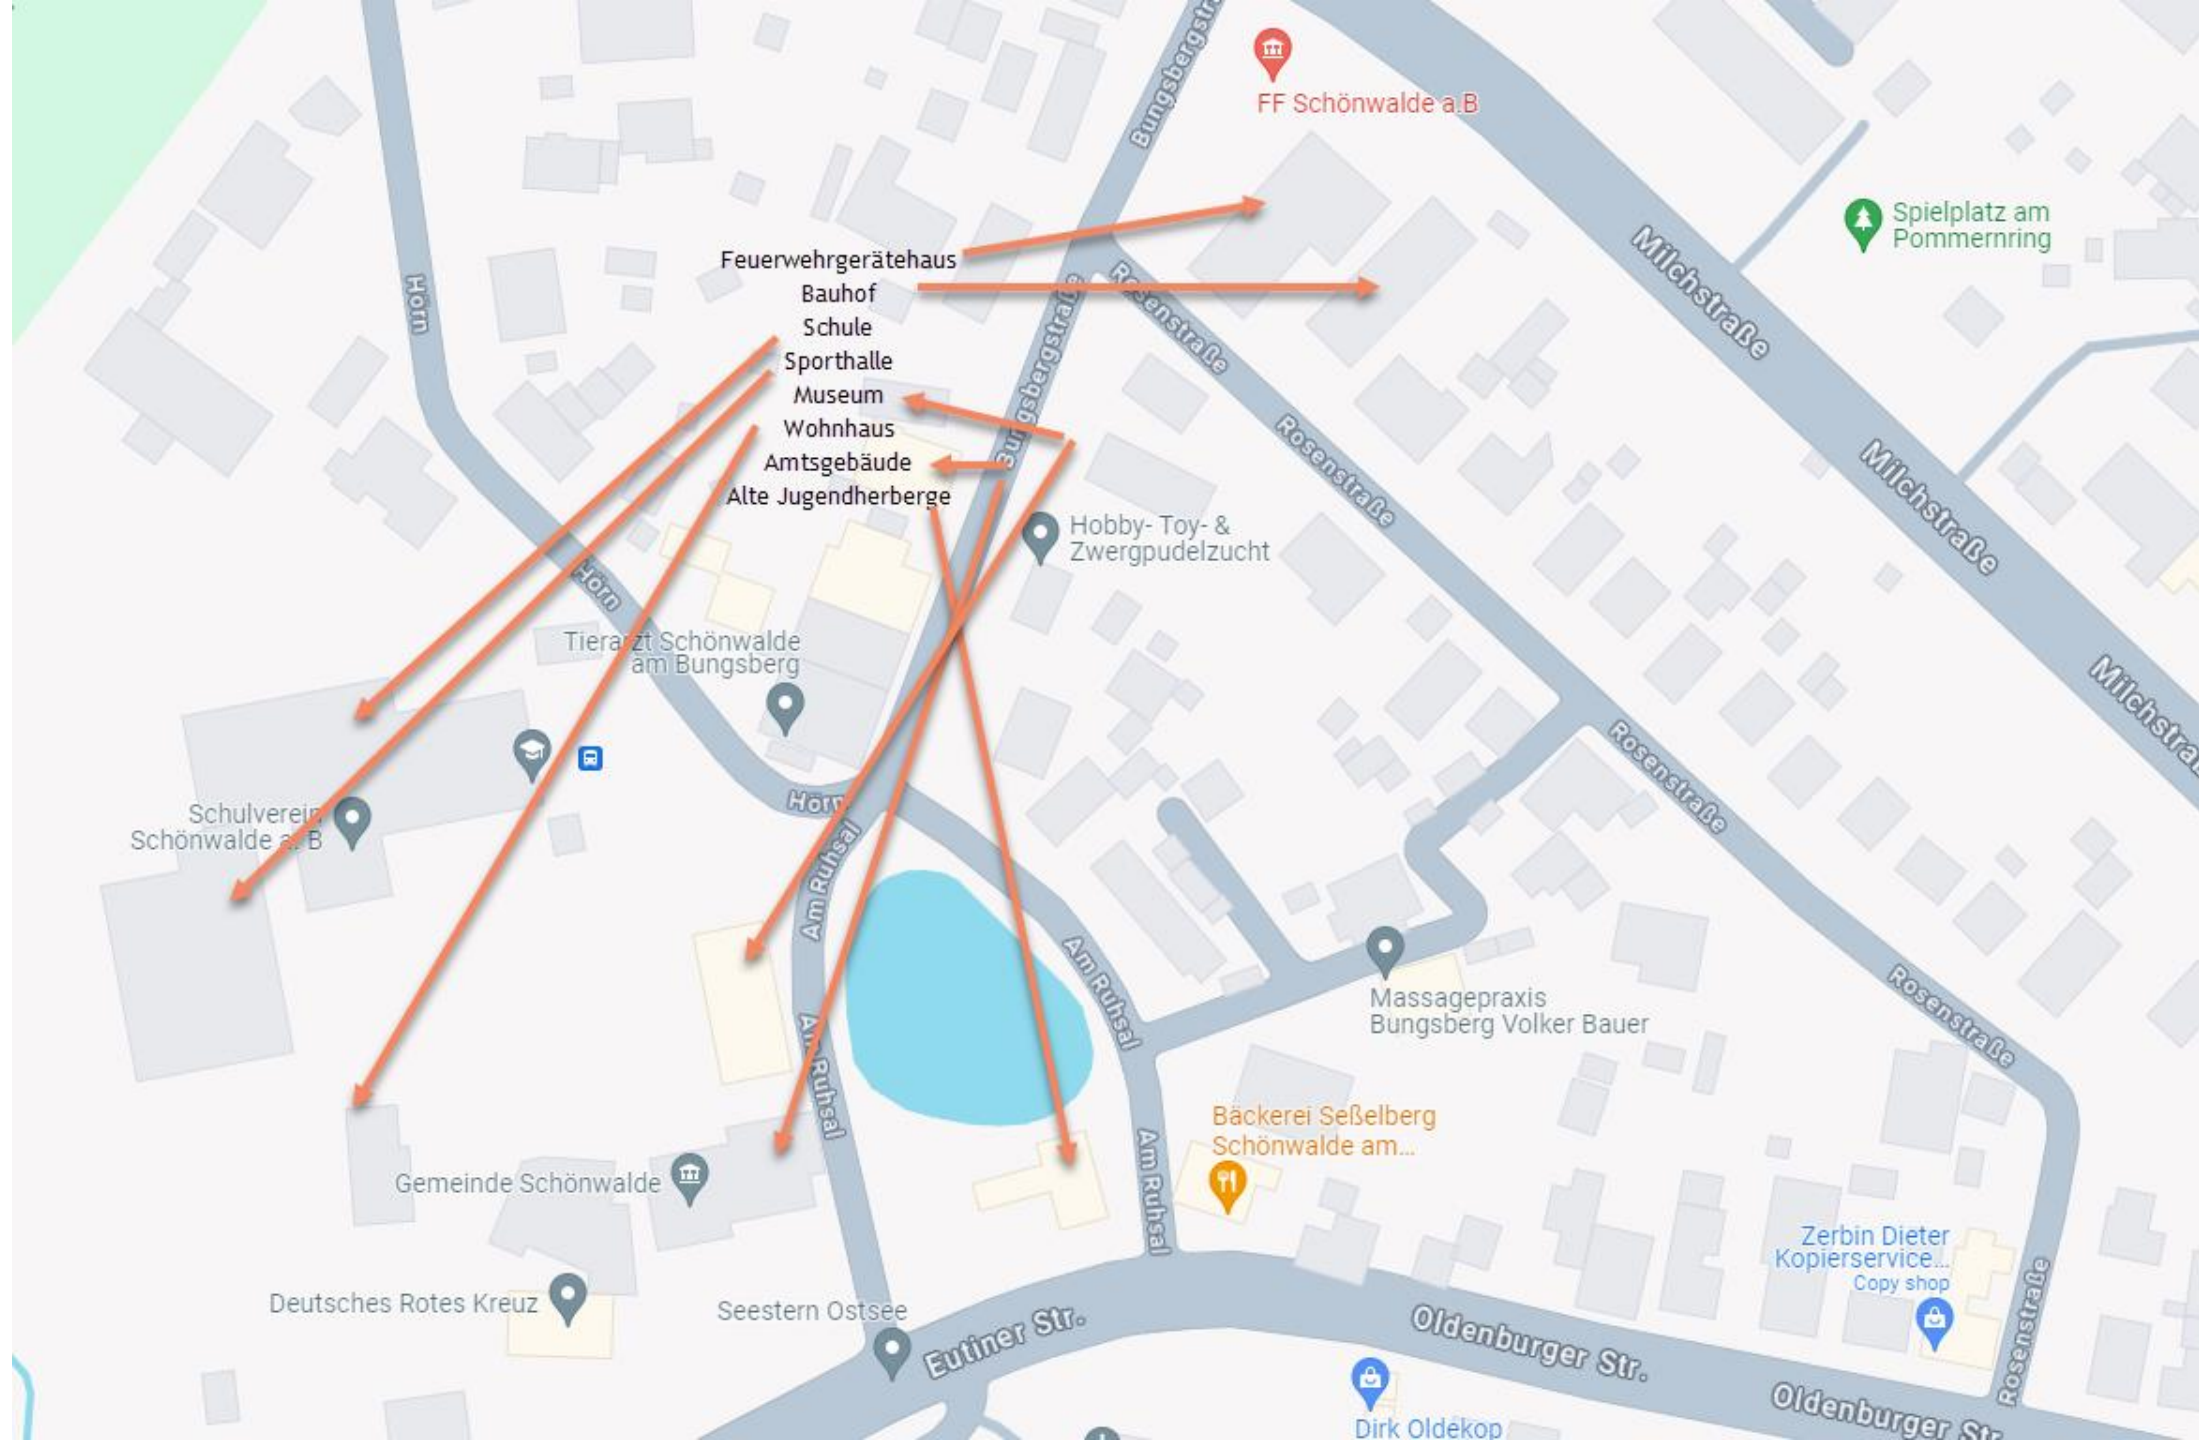 Bungsbergstr.
FF Schönwalde a.B
Spielplatz am
Pommernring
Milchstraße
Feuerwehrgerätehaus
Bauhof
Schule
Sporthalle
Museum
Wohnhaus
Amtsgebäude
Alte Jugendherberge
Hörn
Bungsbergstraße
Rosenstraße
Rosenstraße
Milchstraße
Hobby- Toy- &
Zwergpudelzucht
Hörn
Tierarzt Schönwalde
am Bungsberg
Milchstraße
Rosenstraße
Hörn
Schulverein
Schönwalde a. B
Am Ruhsal
Am Ruhsal
Massagepraxis
Bungsberg Volker Bauer
Rosenstraße
Am Ruhsal
Bäckerei Seßelberg
Schönwalde am...
Gemeinde Schönwalde
Am Ruhsal
Zerbin Dieter
Kopierservice...
Copy shop
Deutsches Rotes Kreuz
Seestern Ostsee
Eutiner Str.
Oldenburger Str.
Rosenstraße
Oldenburger Str.
Dirk Oldekop